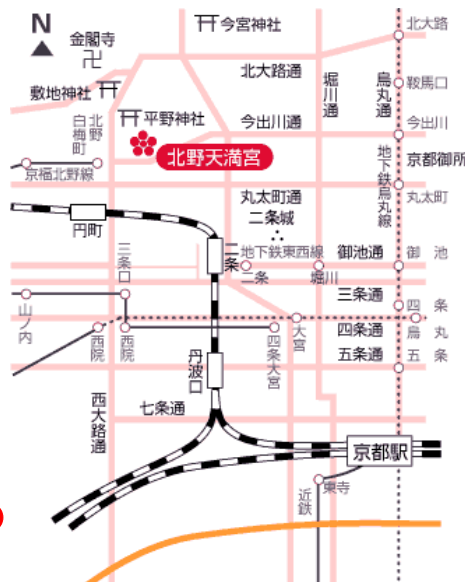 N
今宮神社
北大路
金閣寺
北大路通
堀川通
烏丸通
鞍馬口
敷地神社
平野神社
今出川通
今出川
北野白梅町
北野天満宮
京都御所
地下鉄烏丸線
京福北野線
丸太町通
丸太町
円町
二条城
二条
地下鉄東西線
御池通
御池
三条口
二条
堀川
三条通
四条
山ノ内
西院
西院
四条大宮
大宮
四条通
烏丸
丹波口
五条通
五条
西大路通
七条通
京都駅
近鉄
東寺